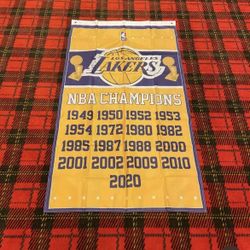 LOS ANGELES
LAKERS
NBA CHAMPIONS
1949 1950 1952 1953
1954 1972 1980 1982
1985 1987 1988 2000
2001 2002 2009 2010
2020